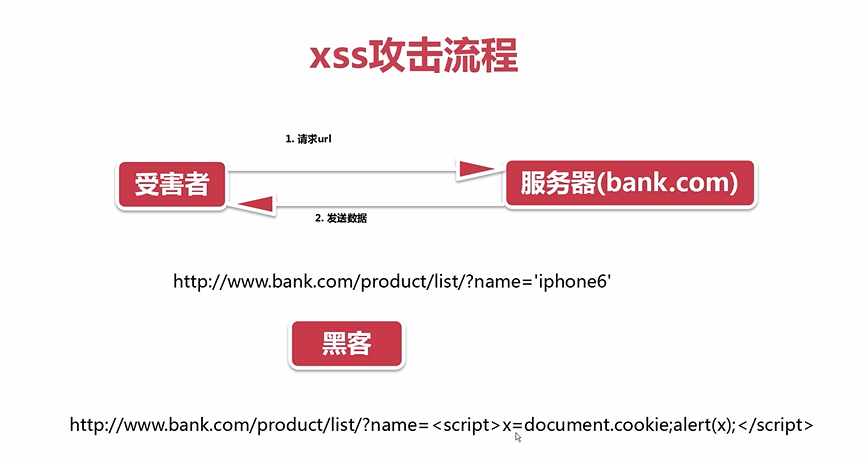 xss攻击流程
1. 请求url
受害者
服务器(bank.com)
2. 发送数据
http://www.bank.com/product/list/?name='iphone6'
黑客
http://www.bank.com/product/list/?name=<script>x=document.cookie;alert(x);</script>